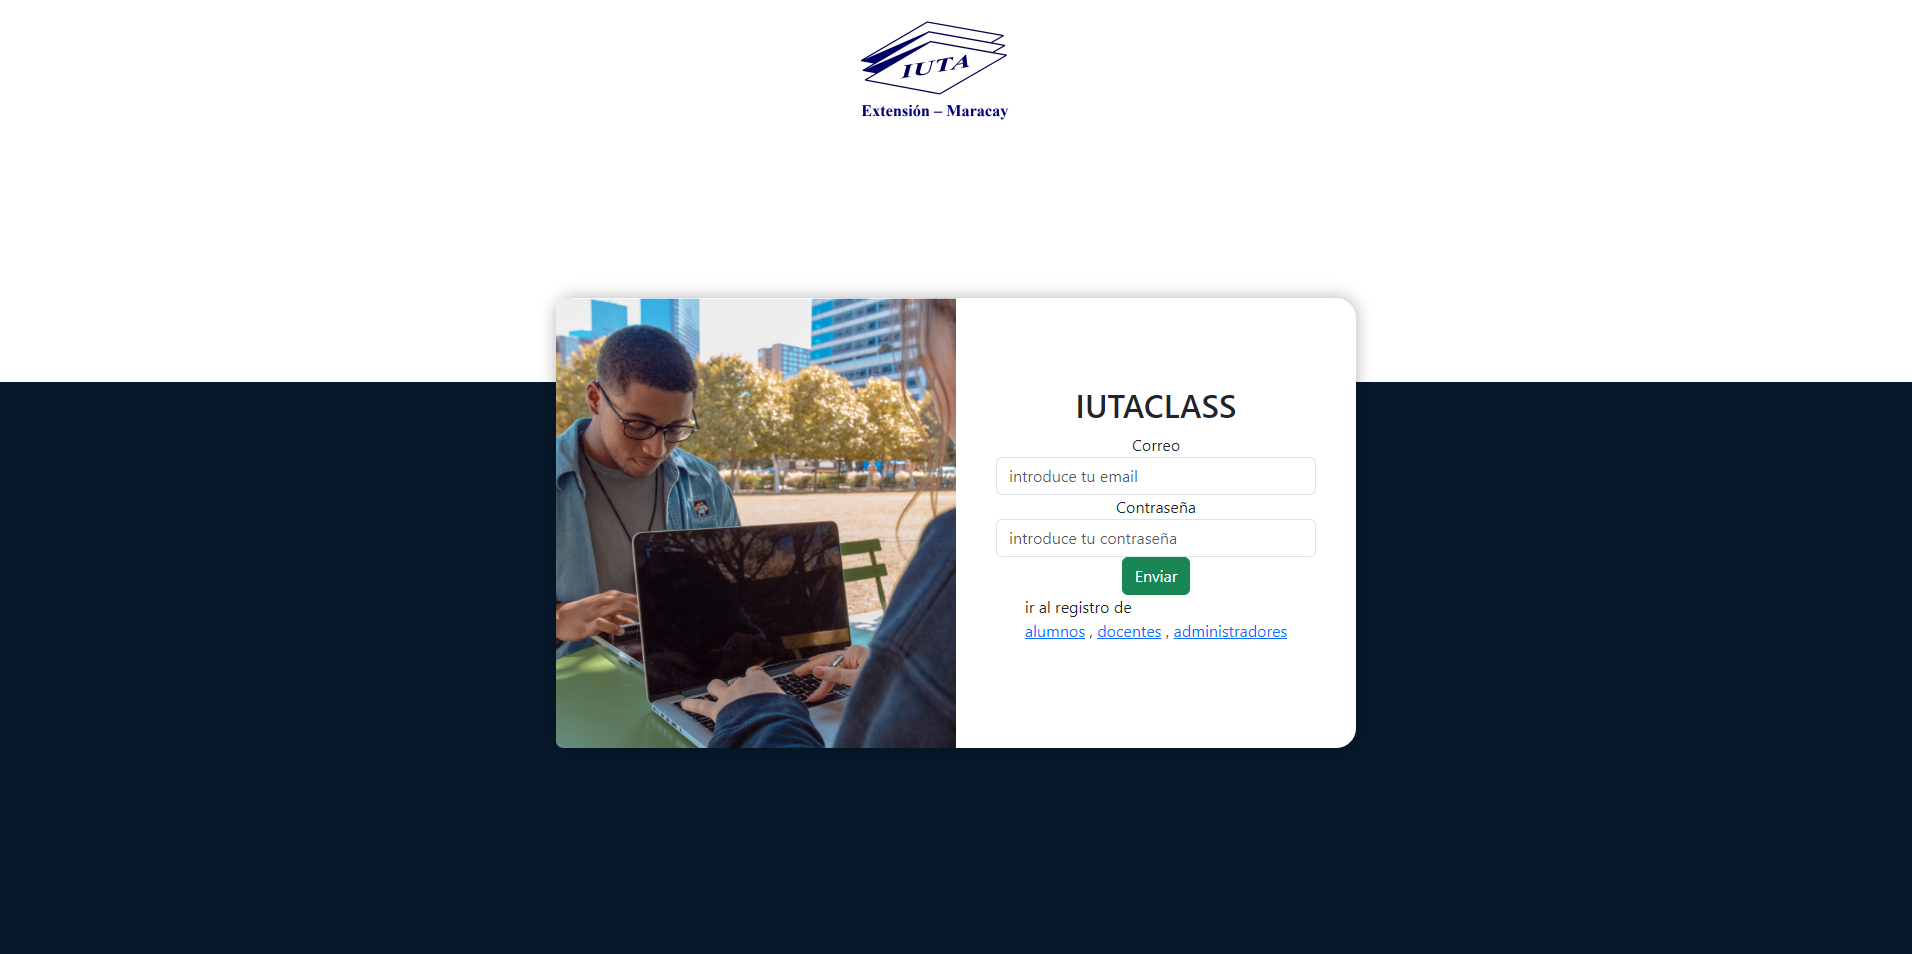 IUTA
Extensión – Maracay
IUTACLASS
Correo
introduce tu email
Contraseña
introduce tu contraseña
Enviar
ir al registro de
alumnos , docentes , administradores